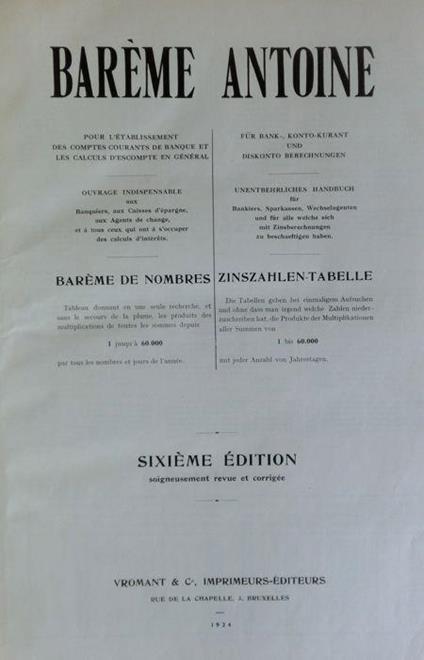 BARÈME ANTOINE
POUR L'ÉTABLISSEMENT
DES COMPTES COURANTS DE BANQUE ET
LES CALCULS D'ESCOMPTE EN GÉNÉRAL
OUVRAGE INDISPENSABLE
aux
Banquiers, aux Caisses d'épargne,
aux Agents de change,
et à tous ceux qui ont à s'occuper
des calculs d'intérêts.
BARÈME DE NOMBRES
Tableau donnant en une seule recherche, et
sans le secours de la plume, les produits des
multiplications de toutes les sommes depuis
1 jusqu'à 60.000
par tous les nombres et jours de l'année.
FÜR BANK-, KONTO-KURANT
UND
DISKONTO BERECHNUNGEN
UNENTBEHRLICHES HANDBUCH
für
Bankiers, Sparkassen, Wechselagenten
und für alle welche sich
mit Zinsberechnungen
zu beschaeftigen haben.
ZINSZAHLEN-TABELLE
Die Tabellen geben bei einmaligem Aufsuchen
und ohne dass man irgend welche Zahlen nieder-
zuschreiben hat, die Produkte der Multiplikationen
aller Summen von
1 bis 60.000
mit jeder Anzahl von Jahrestagen.
SIXIÈME ÉDITION
soigneusement revue et corrigée
VROMANT & Cº, IMPRIMEURS-ÉDITEURS
RUE DE LA CHAPELLE, 3, BRUXELLES
1924